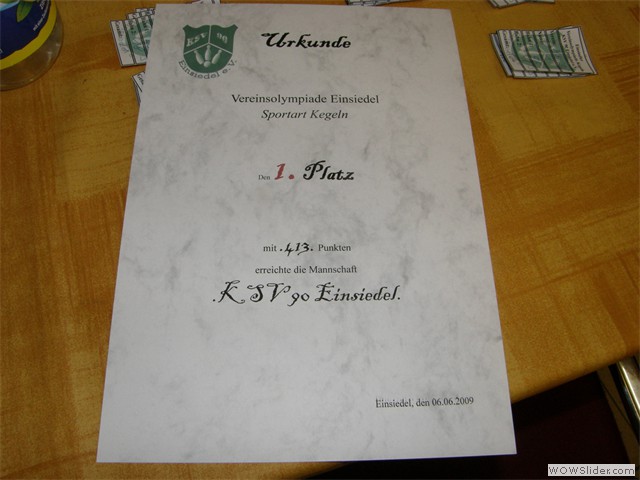 KSV 90
Einsiedel e.V.
Urkunde
Vereinsolympiade Einsiedel
Sportart Kegeln
Den 1. Platz
mit .413. Punkten
erreichte die Mannschaft
.KSV 90 Einsiedel.
Einsiedel, den 06.06.2009
WOWSlider.com